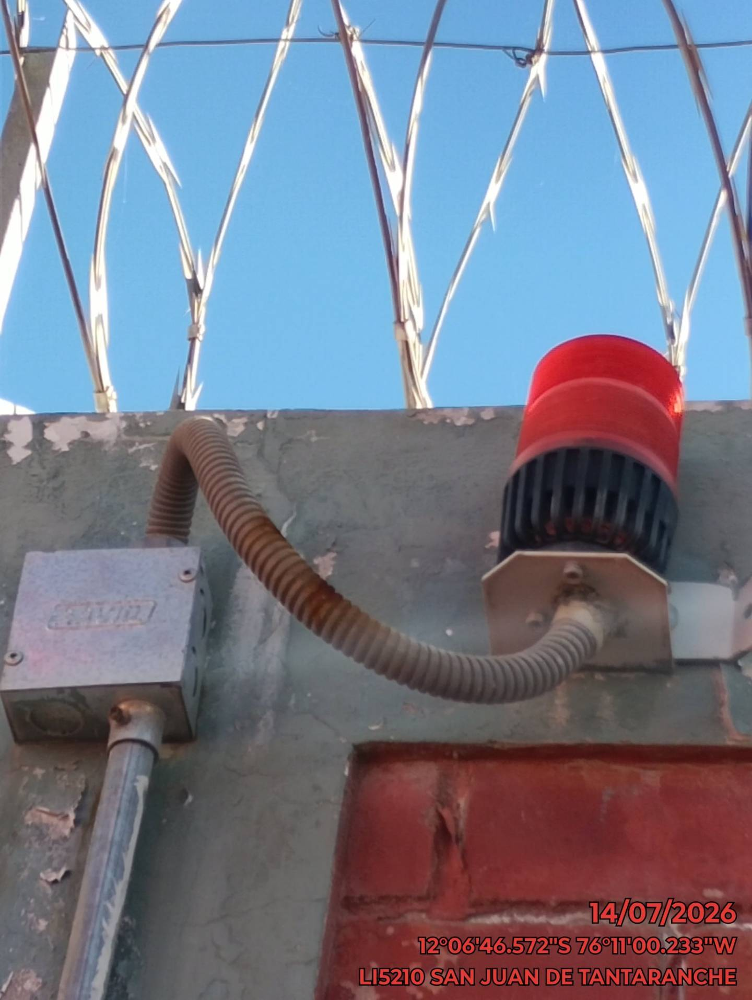 14/07/2026
12°06'46.572"S 76°11'00.233"W
LI5210 SAN JUAN DE TANTARANCHE